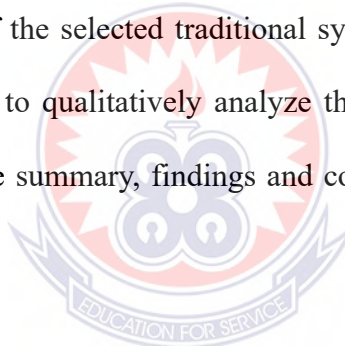 f the selected traditional sy
to qualitatively analyze th
e summary, findings and co
EDUCATION FOR SERVICE